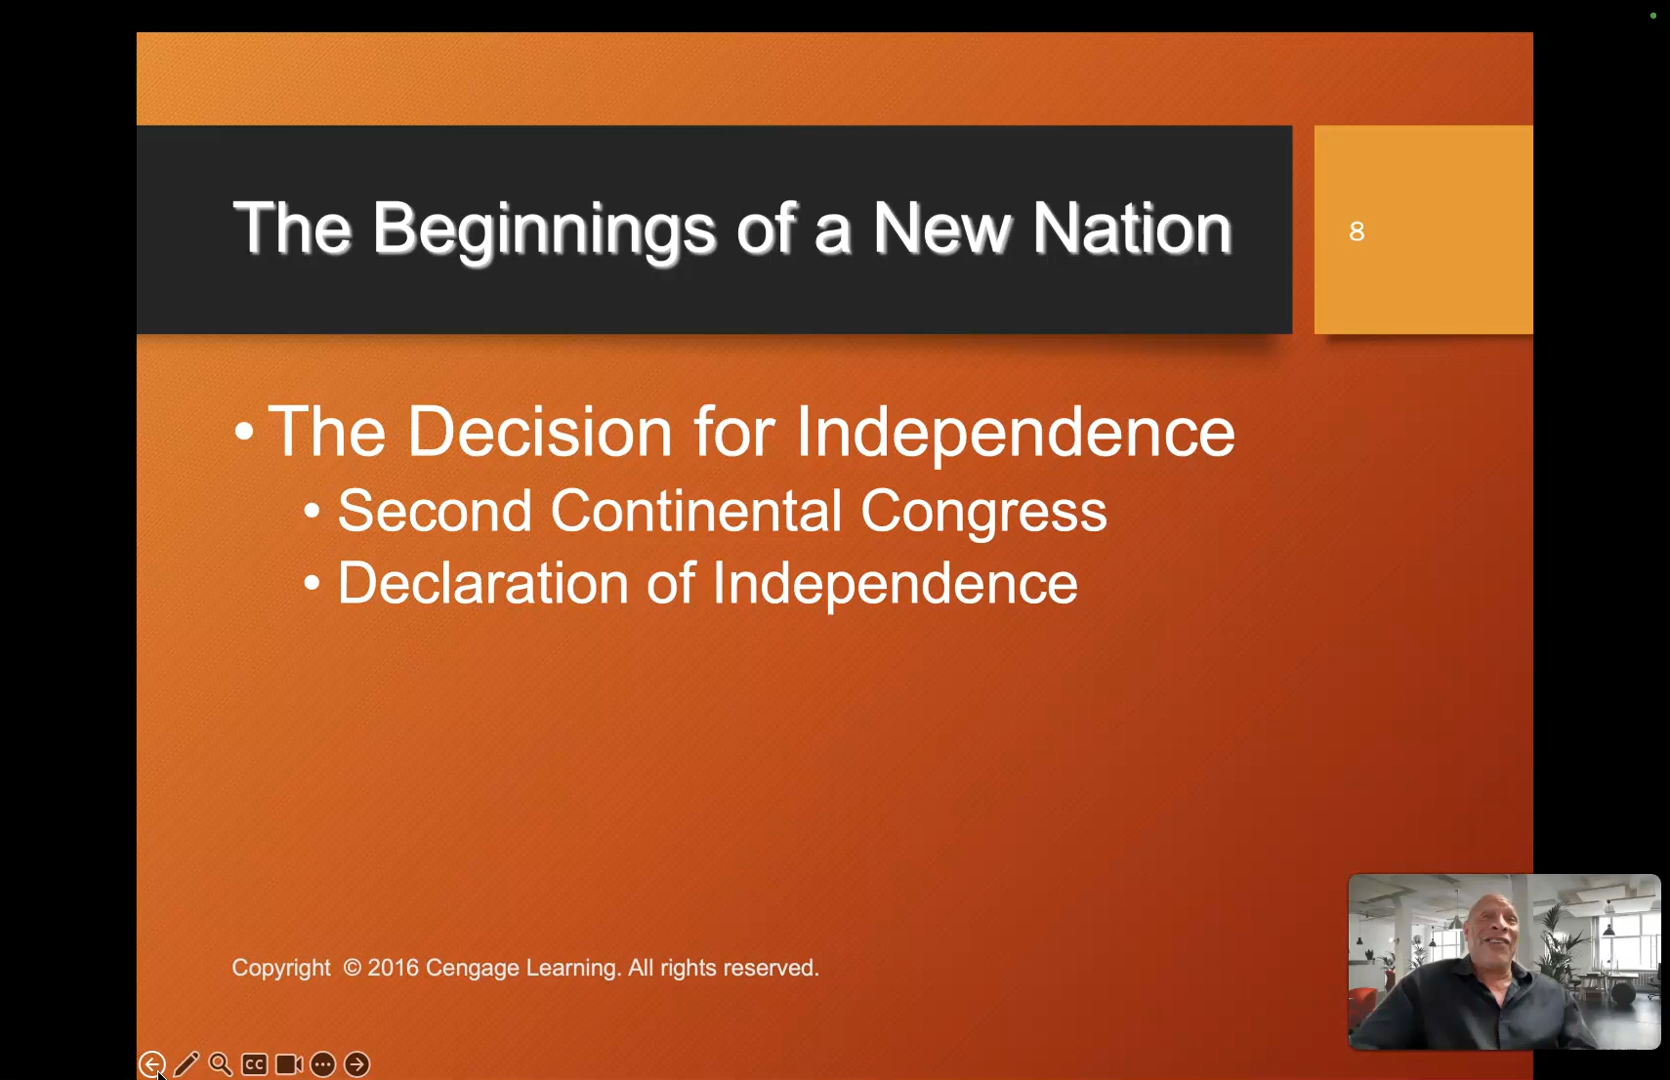 The Beginnings of a New Nation
8
• The Decision for Independence
• Second Continental Congress
• Declaration of Independence
Copyright © 2016 Cengage Learning. All rights reserved.
CC